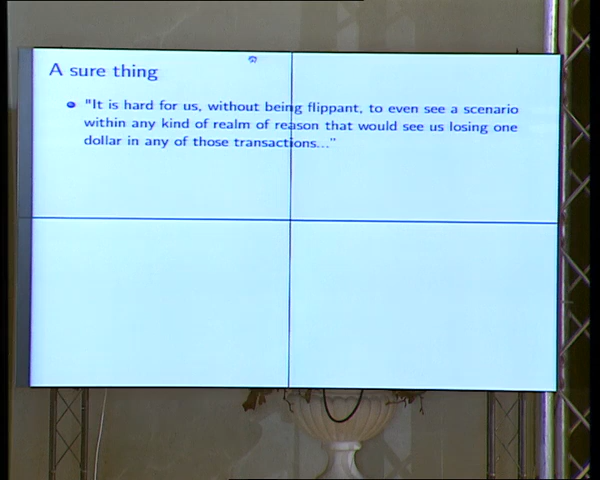 A sure thing
"It is hard for us, without being flippant, to even see a scenario
within any kind of realm of reason that would see us losing one
dollar in any of those transactions..."